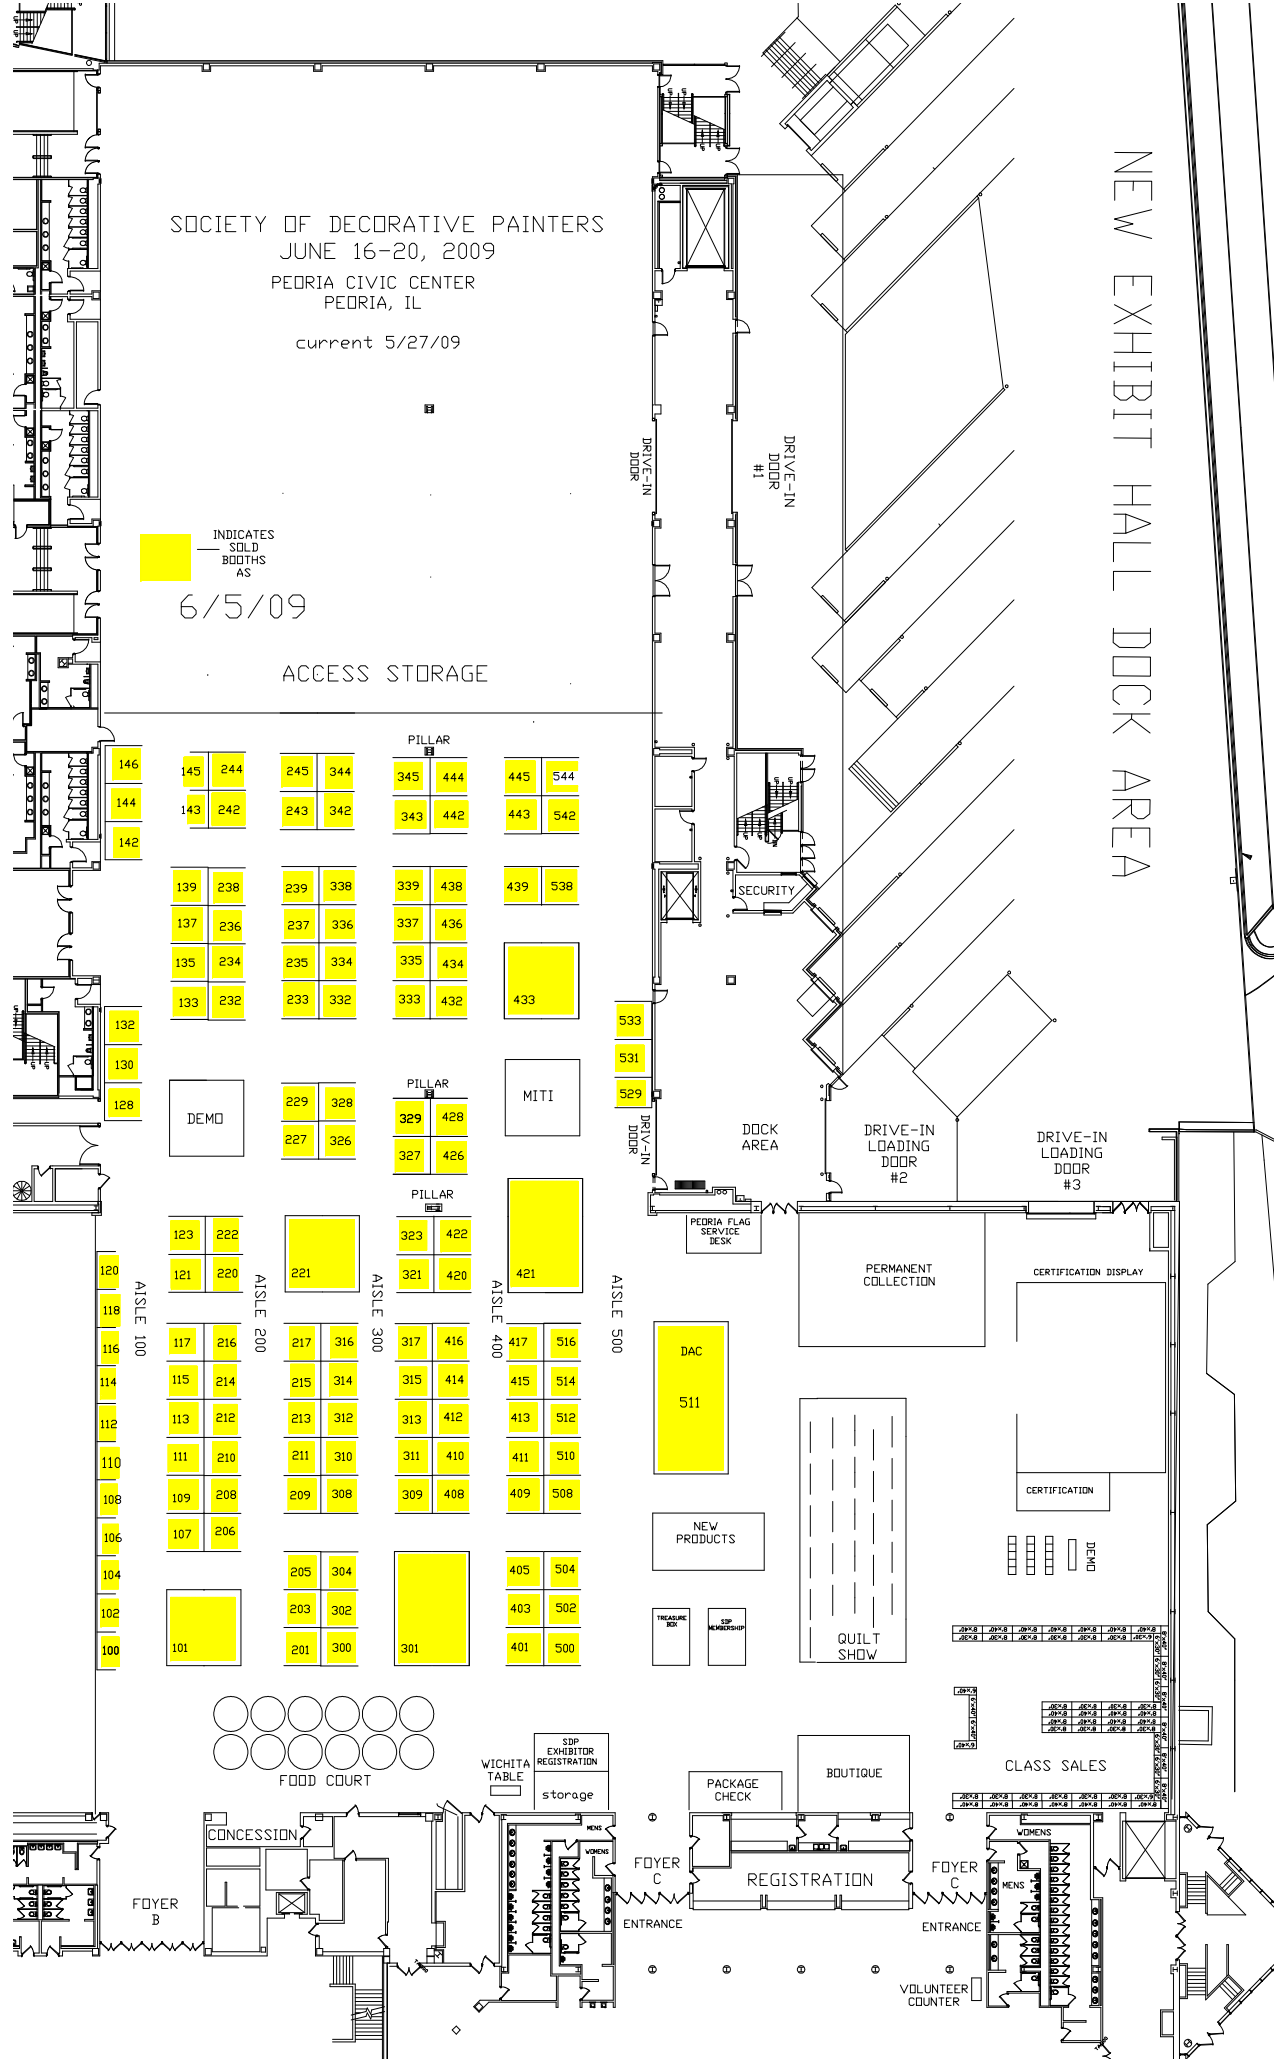 SOCIETY OF DECORATIVE PAINTERS
JUNE 16-20, 2009
PEORIA CIVIC CENTER
PEORIA, IL
current 5/27/09
INDICATES
SOLD
BOOTHS
AS
6/5/09
ACCESS STORAGE
NEW EXHIBIT HALL DOCK AREA
DRIVE-IN
DOOR
DRIVE-IN
DOOR
#1
PILLAR
146
145 244
245 344
345 444
445 544
144
143 242
243 342
343 442
443 542
142
SECURITY
139 238
239 338
339 438
439 538
137 236
237 336
337 436
135 234
235 334
335 434
133 232
233 332
333 432
433
132
130
128
533
531
529
DEMO
MITI
PILLAR
229 328
329 428
227 326
327 426
DRIV-IN
DOOR
DOCK
AREA
DRIVE-IN
LOADING
DOOR
#2
DRIVE-IN
LOADING
DOOR
#3
PILLAR
123 222
221
323 422
421
121 220
321 420
PEORIA FLAG
SERVICE
DESK
PERMANENT
COLLECTION
CERTIFICATION DISPLAY
AISLE 100
AISLE 200
AISLE 300
AISLE 400
AISLE 500
120
118
116
114
112
110
108
106
104
102
100
117 216
217 316
317 416
417 516
115 214
215 314
315 414
415 514
113 212
213 312
313 412
413 512
111 210
211 310
311 410
411 510
109 208
209 308
309 408
409 508
107 206
205 304
405 504
203 302
403 502
101
201 300
301
401 500
DAC
511
CERTIFICATION
NEW
PRODUCTS
DEMO
TREASURE
BOX
SDP
MEMBERSHIP
QUILT
SHOW
CLASS SALES
FOOD COURT
WICHITA
TABLE
SDP
EXHIBITOR
REGISTRATION
storage
PACKAGE
CHECK
BOUTIQUE
CONCESSION
MENS
WOMENS
FOYER
B
FOYER
C
REGISTRATION
FOYER
C
WOMENS
MENS
ENTRANCE
ENTRANCE
VOLUNTEER
COUNTER